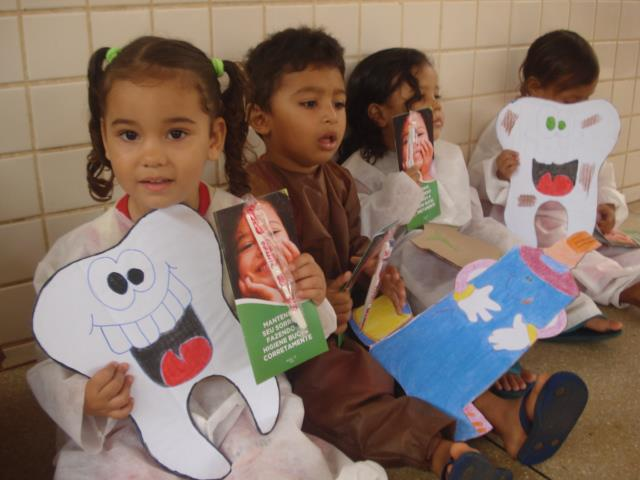 MANTENHA
SEU SORRISO
FAZENDO A
HIGIENE BUCAL
CORRETAMENTE